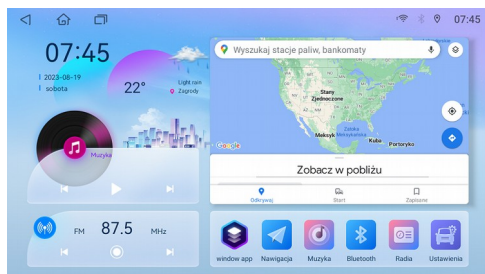 07:45
07:45
2023-08-19
sobota
22°
Light rain
Zagrody
Muzyka
FM 87.5 MHz
Wyszukaj stacje paliw, bankomaty
Stany
Zjednoczone
Meksyk
Zatoka
Meksykańska
Kuba
Portoryko
Google
Zobacz w pobliżu
Odkrywaj
Start
Zapisane
window app
Nawigacja
Muzyka
Bluetooth
Radia
Ustawienia